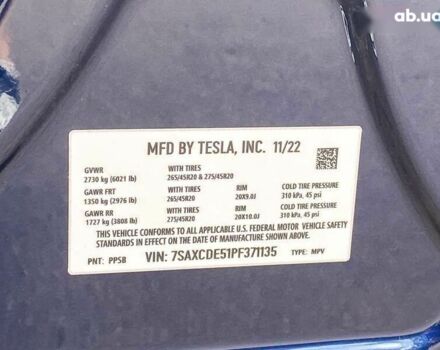 ab.ua
MFD BY TESLA, INC. 11/22
GVWR WITH TIRES
2730 kg (6021 lb) 265/45R20 & 275/45R20
GAWR FRT WITH TIRES RIM COLD TIRE PRESSURE
1350 kg (2976 lb) 265/45R20 20X9.0J 310 kPa, 45 psi
GAWR RR WITH TIRES RIM COLD TIRE PRESSURE
1727 kg (3808 lb) 275/45R20 20X10.0J 310 kPa, 45 psi
THIS VEHICLE CONFORMS TO ALL APPLICABLE U.S. FEDERAL MOTOR VEHICLE SAFETY
STANDARDS IN EFFECT ON THE DATE OF MANUFACTURE SHOWN ABOVE.
PNT: PPSB VIN: 7SAXCDE51PF371135 TYPE: MPV